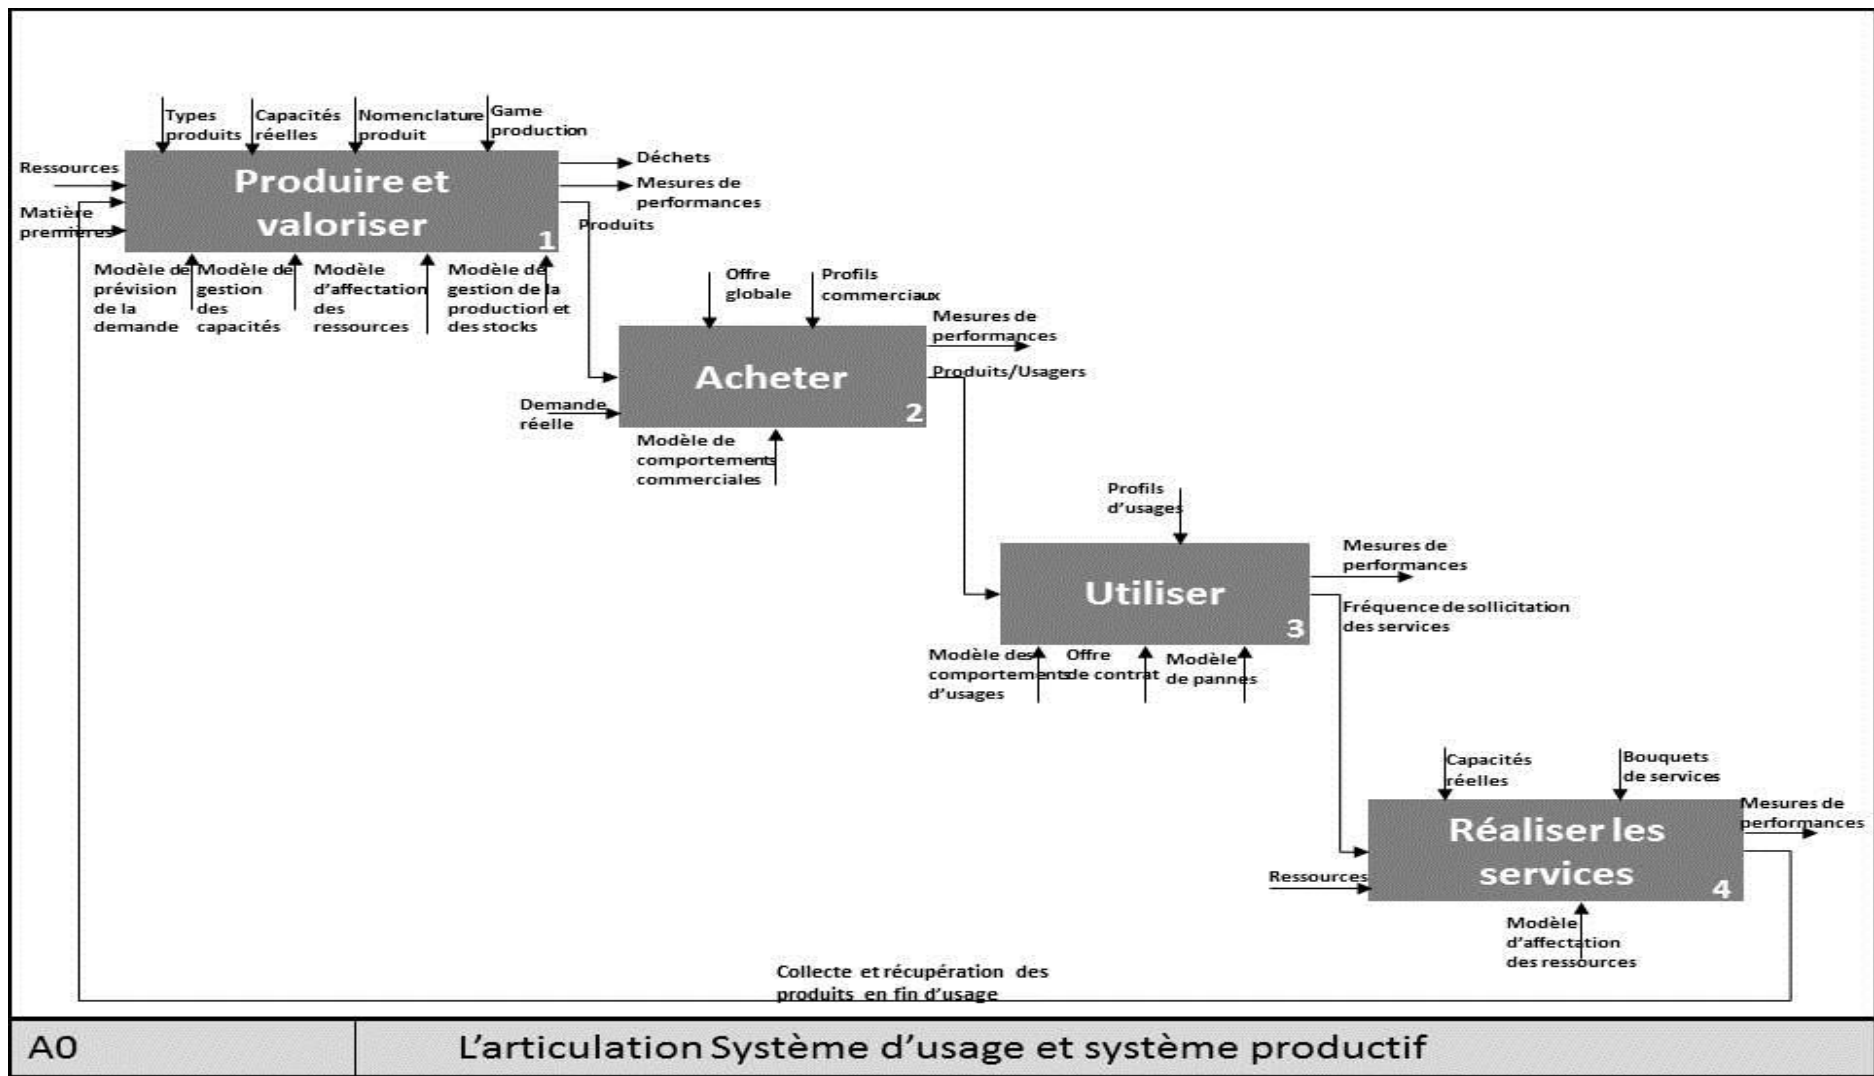 Types
produits
Capacités
réelles
Nomenclature
produit
Game
production
Ressources
Matière
premières
Produire et
valoriser
1
Déchets
Mesures de
performances
Produits
Modèle de
prévision
de la
demande
Modèle de
gestion
des
capacités
Modèle
d’affectation
des
ressources
Modèle de
gestion de la
production et
des stocks
Offre
globale
Profils
commerciaux
Demande
réelle
Acheter
2
Mesures de
performances
Produits/Usagers
Modèle de
comportements
commerciales
Profils
d’usages
Utiliser
3
Mesures de
performances
Fréquence de sollicitation
des services
Modèle des
comportements
d’usages
Offre
de contrat
Modèle
de pannes
Capacités
réelles
Bouquets
de services
Ressources
Réaliser les
services
4
Mesures de
performances
Modèle
d’affectation
des ressources
Collecte et récupération des
produits en fin d’usage
A0
L’articulation Système d’usage et système productif